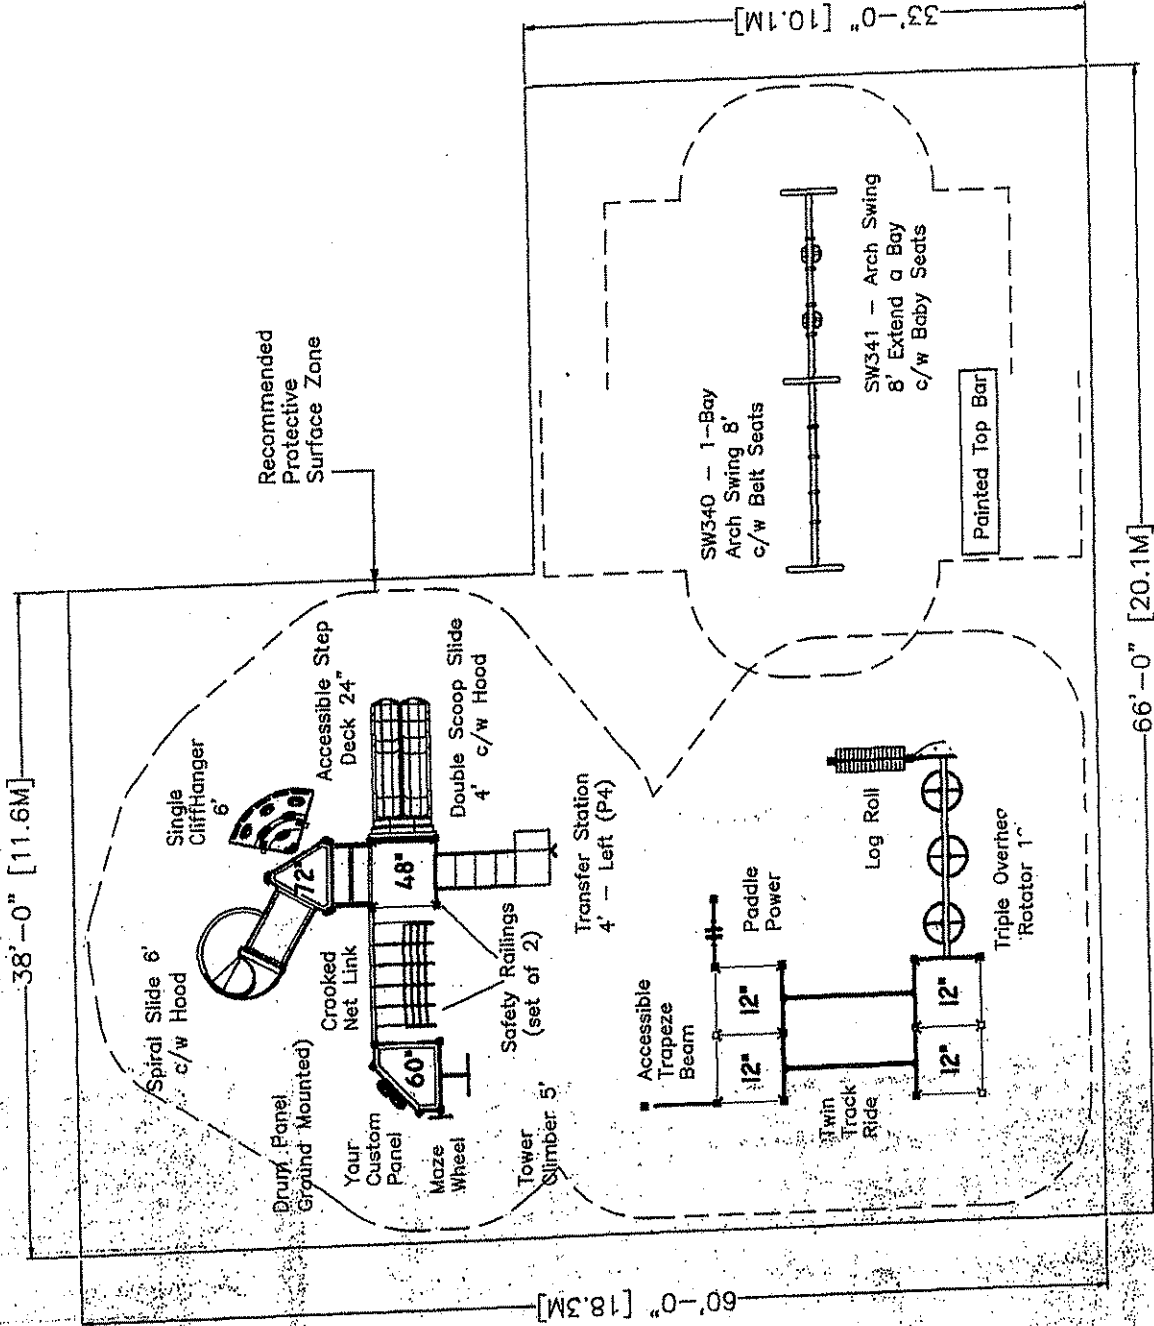 38'-0" [11.6M]
33'-0" [10.1M]
Recommended
Protective
Surface Zone
Single
CliffHanger
6'
Accessible Step
Deck 24"
Spiral Slide 6'
c/w Hood
72"
48"
Double Scoop Slide
4' c/w Hood
Crooked
Net Link
Drum Panel
Ground Mounted)
Your
Custom
Panel
60"
Maze
Wheel
Safety Railings
(set of 2)
Transfer Station
4' – Left (P4)
Tower
Climber 5'
SW340 – 1-Bay
Arch Swing 8'
c/w Belt Seats
SW341 – Arch Swing
8' Extend a Bay
c/w Baby Seats
Painted Top Bar
Accessible
Trapeze
Beam
Paddle
Power
Log Roll
12"
12"
12"
12"
Twin
Track
Ride
Triple
Rotator
60'-0" [18.3M]
66'-0" [20.1M]